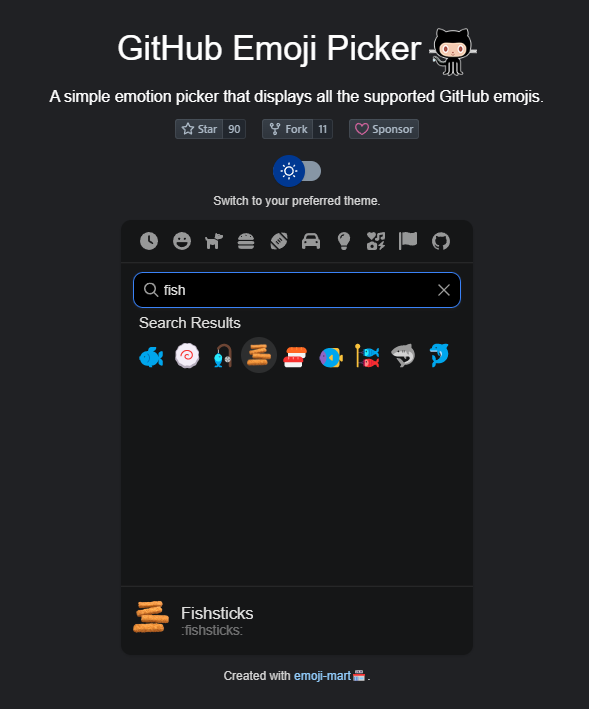 GitHub Emoji Picker
A simple emotion picker that displays all the supported GitHub emojis.
Star 90 Fork 11 Sponsor
Switch to your preferred theme.
fish
Search Results
Fishsticks
:fishsticks:
Created with emoji-mart .